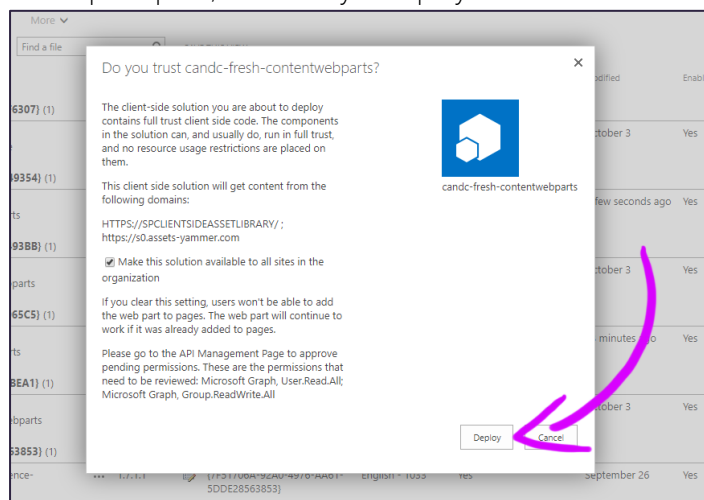 More
Find a file
Do you trust candc-fresh-contentwebparts?
odified
Enabl
6307) (1)
The client-side solution you are about to deploy
contains full trust client side code. The components
in the solution can, and usually do, run in full trust,
and no resource usage restrictions are placed on
them.
candc-fresh-contentwebparts
ctober 3
Yes
49354) (1)
This client side solution will get content from the
following domains:
few seconds ago
Yes
rts
HTTPS://SPCLIENTSIDEASSETLIBRARY/ ;
https://s0.assets-yammer.com
93BB) (1)
Make this solution available to all sites in the
organization
ctober 3
Yes
parts
If you clear this setting, users won't be able to add
the web part to pages. The web part will continue to
work if it was already added to pages.
65C5) (1)
minutes ago
Yes
rts
Please go to the API Management Page to approve
pending permissions. These are the permissions that
need to be reviewed: Microsoft Graph, User.Read.All;
Microsoft Graph, Group.ReadWrite.All
BEA1) (1)
ctober 3
Yes
ebparts
Deploy
Cancel
53853) (1)
ence-
... 1.7.1.1
{7F51706A-92A0-4976-AA61-
5DDE28563853}
English - 1033
Yes
September 26
Yes